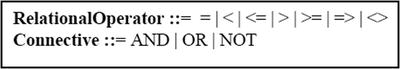 RelationalOperator ::= = | < | <= | > | >= | => | <>
Connective ::= AND | OR | NOT